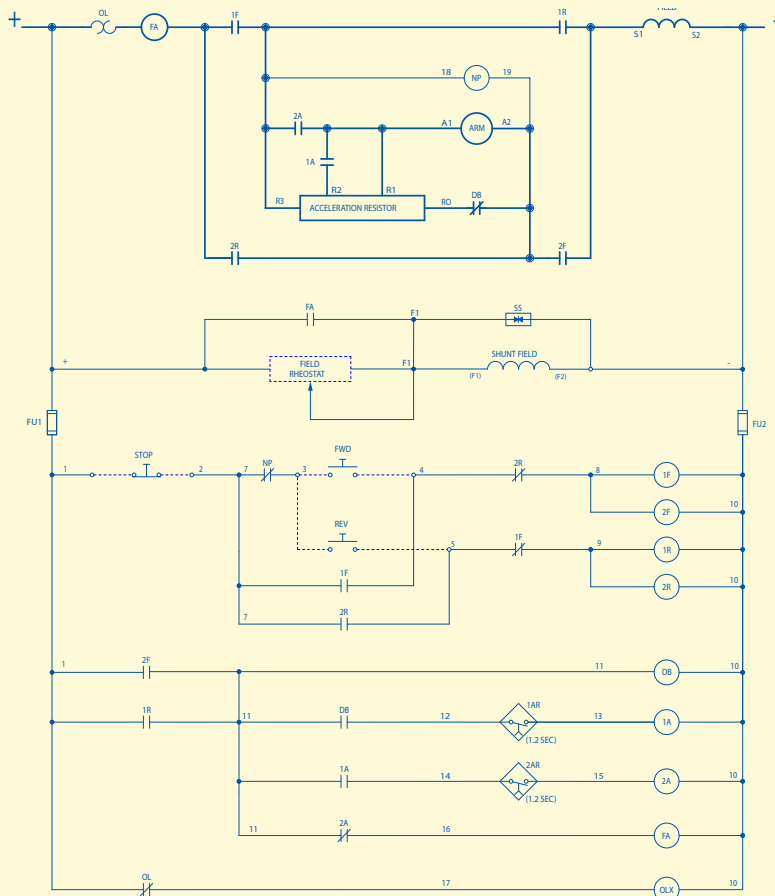 + OL FA 1F 1R S1 S2
18 NP 19
2A A1 ARM A2
1A
R2 R1
R3 ACCELERATION RESISTOR RO DB
2R 2F
FA F1 SS
+ FIELD RHEOSTAT F1 (F1) SHUNT FIELD (F2) -
FU1 FU2
1 STOP 2 7 NP 3 FWD 4 2R 8 1F
2F 10
REV 5 1F 9 1R
1F 2R 10
7 2R
1 2F 11 DB 10
1R 11 DB 12 1AR (1.2 SEC) 13 1A
1A 14 2AR (1.2 SEC) 15 2A 10
11 2A 16 FA
OL 17 OLX 10